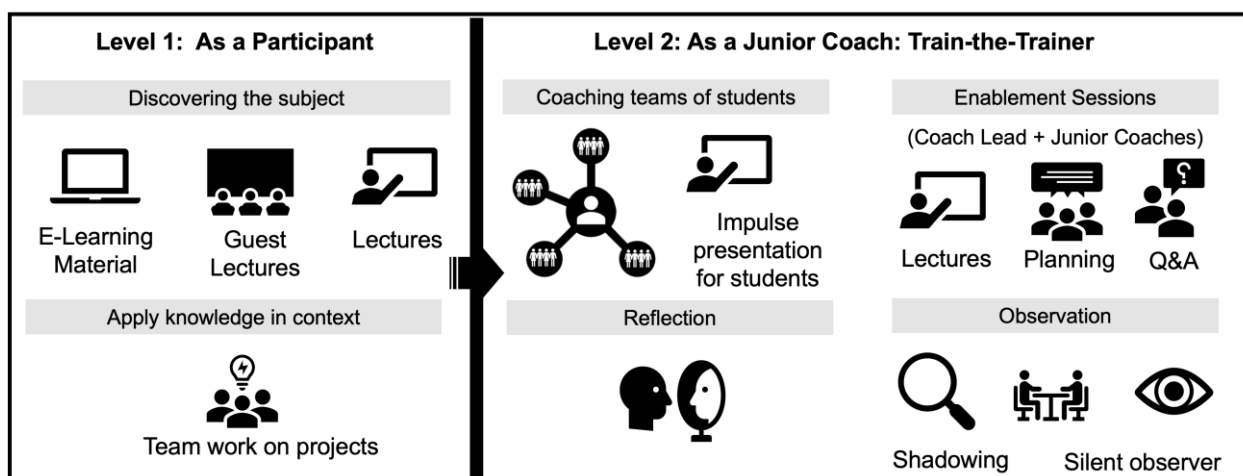 Level 1: As a Participant
Discovering the subject
E-Learning
Material
Guest
Lectures
Lectures
Apply knowledge in context
Team work on projects
Level 2: As a Junior Coach: Train-the-Trainer
Coaching teams of students
Impulse
presentation
for students
Reflection
Enablement Sessions
(Coach Lead + Junior Coaches)
?
Lectures
Planning
Q&A
Observation
Shadowing
Silent observer